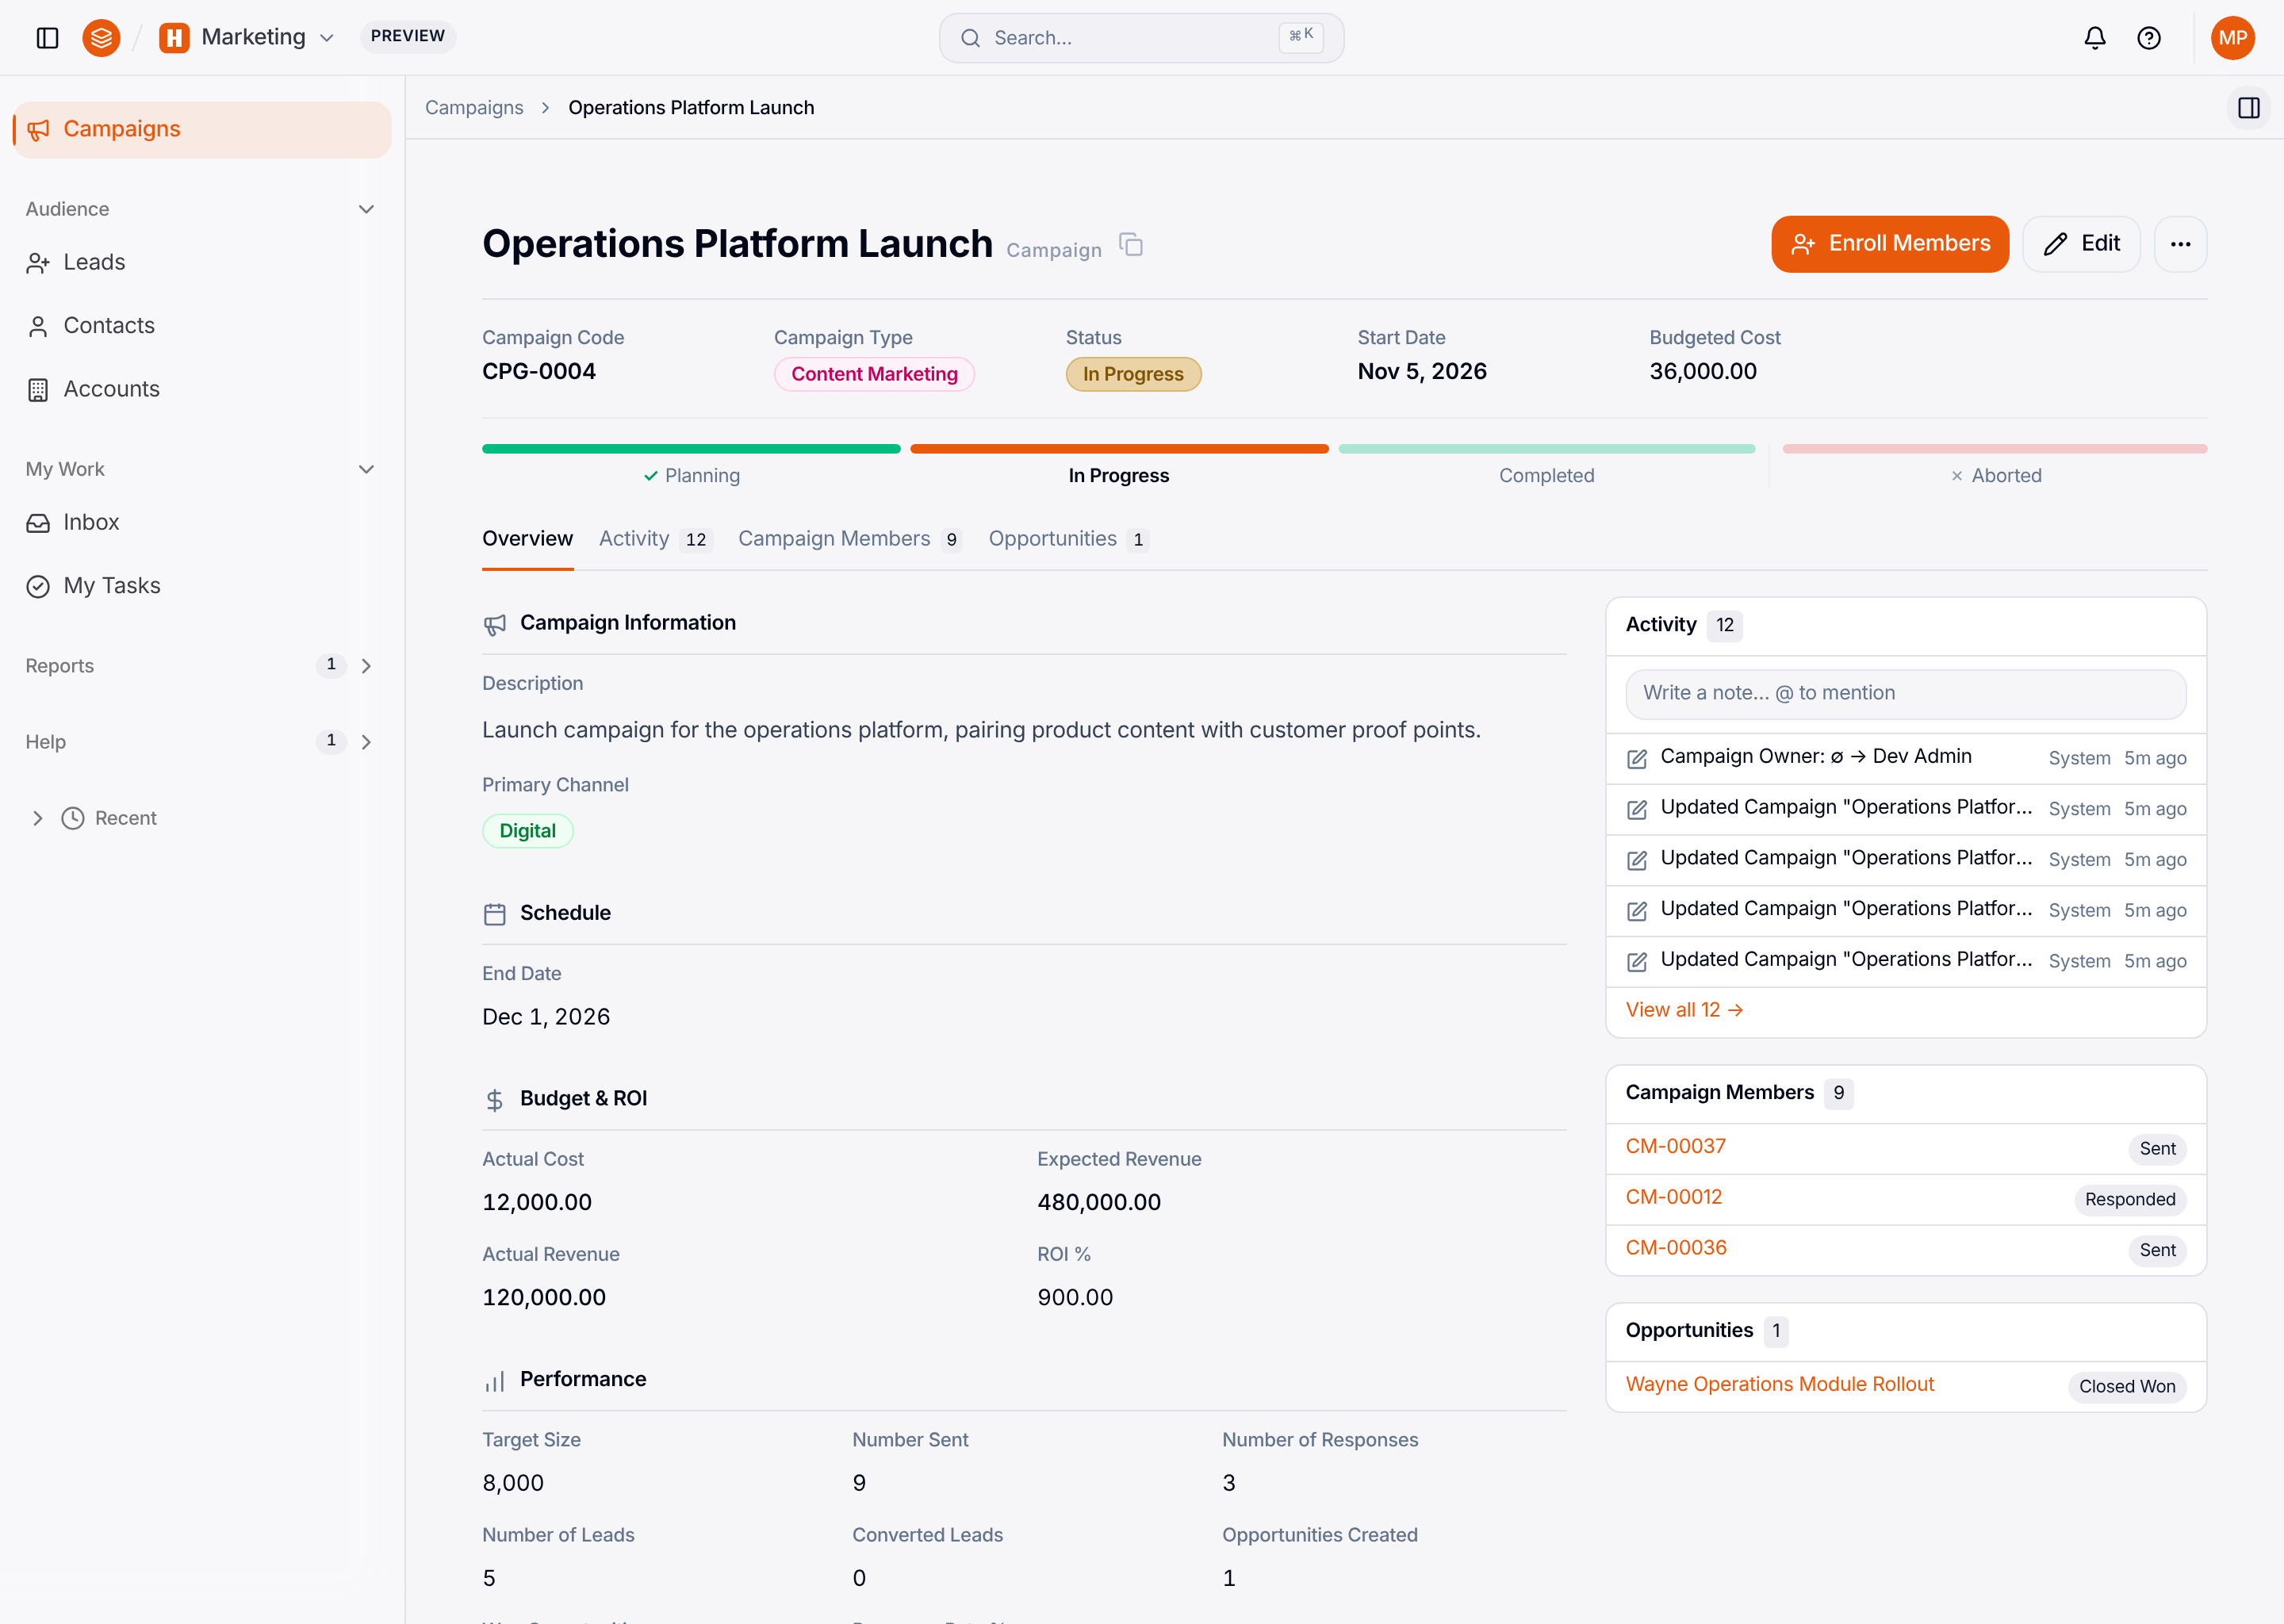 H Marketing PREVIEW Search... ⌘K MP
Campaigns
Audience
Leads
Contacts
Accounts
My Work
Inbox
My Tasks
Reports 1
Help 1
Recent
Campaigns > Operations Platform Launch
Operations Platform Launch Campaign
Enroll Members Edit ...
Campaign Code Campaign Type Status Start Date Budgeted Cost
CPG-0004 Content Marketing In Progress Nov 5, 2026 36,000.00
Planning In Progress Completed Aborted
Overview Activity 12 Campaign Members 9 Opportunities 1
Campaign Information
Description
Launch campaign for the operations platform, pairing product content with customer proof points.
Primary Channel
Digital
Schedule
End Date
Dec 1, 2026
Budget & ROI
Actual Cost Expected Revenue
12,000.00 480,000.00
Actual Revenue ROI %
120,000.00 900.00
Performance
Target Size Number Sent Number of Responses
8,000 9 3
Number of Leads Converted Leads Opportunities Created
5 0 1
Activity 12
Write a note... @ to mention
Campaign Owner: ∅ → Dev Admin System 5m ago
Updated Campaign "Operations Platfor... System 5m ago
Updated Campaign "Operations Platfor... System 5m ago
Updated Campaign "Operations Platfor... System 5m ago
Updated Campaign "Operations Platfor... System 5m ago
View all 12 →
Campaign Members 9
CM-00037 Sent
CM-00012 Responded
CM-00036 Sent
Opportunities 1
Wayne Operations Module Rollout Closed Won